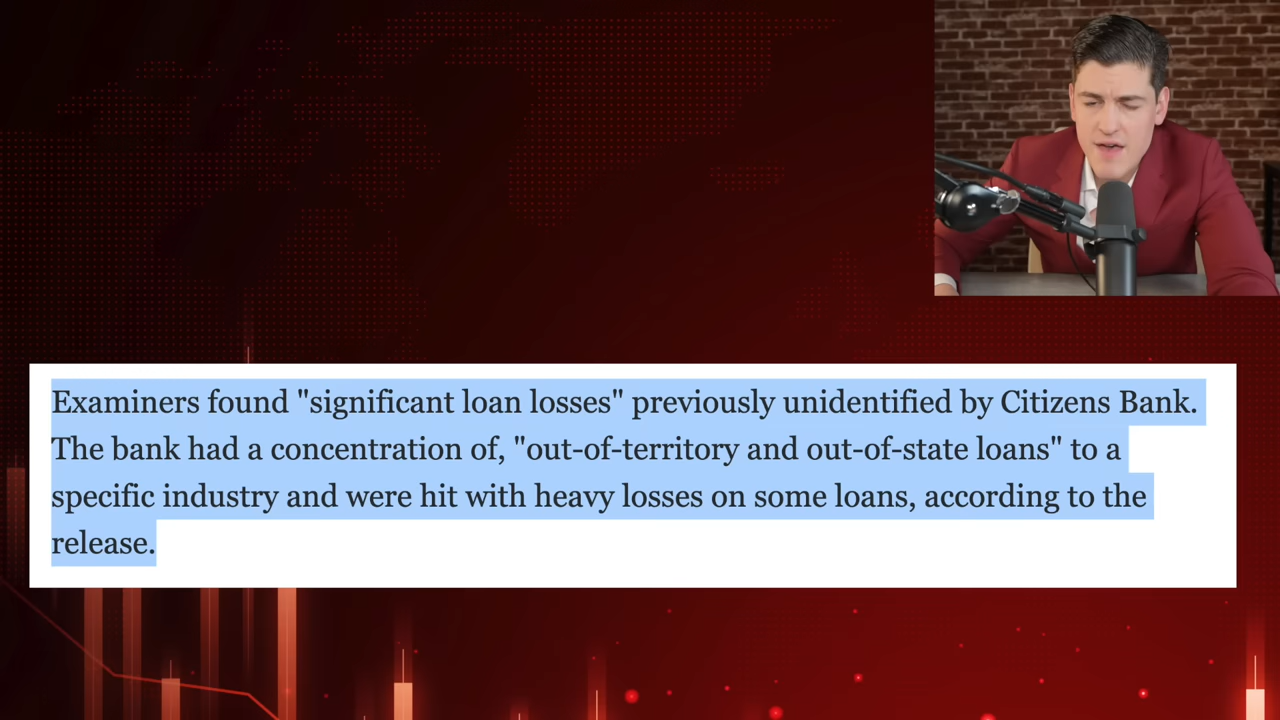 Examiners found "significant loan losses" previously unidentified by Citizens Bank.
The bank had a concentration of, "out-of-territory and out-of-state loans" to a
specific industry and were hit with heavy losses on some loans, according to the
release.